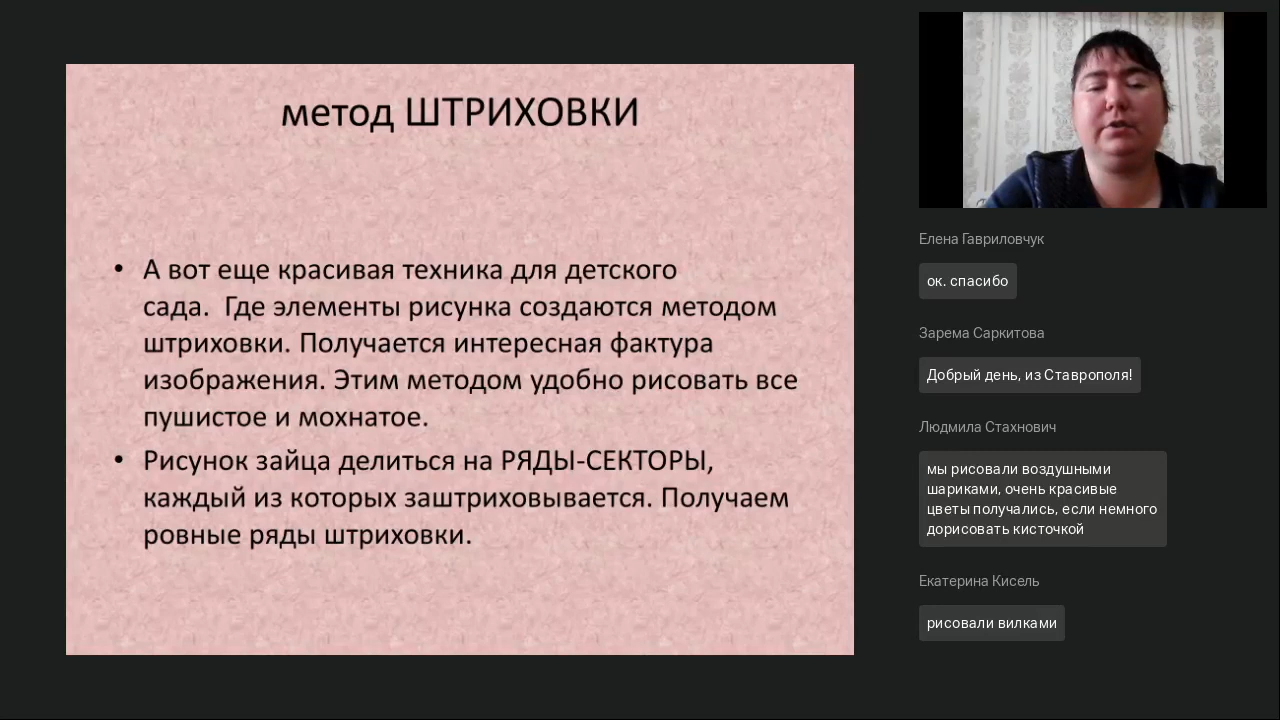 метод ШТРИХОВКИ
• А вот еще красивая техника для детского
сада.  Где элементы рисунка создаются методом
штриховки. Получается интересная фактура
изображения. Этим методом удобно рисовать все
пушистое и мохнатое.
• Рисунок зайца делиться на РЯДЫ-СЕКТОРЫ,
каждый из которых заштриховывается. Получаем
ровные ряды штриховки.
Елена Гавриловчук
ок. спасибо
Зарема Саркитова
Добрый день, из Ставрополя!
Людмила Стахнович
мы рисовали воздушными
шариками, очень красивые
цветы получались, если немного
дорисовать кисточкой
Екатерина Кисель
рисовали вилками